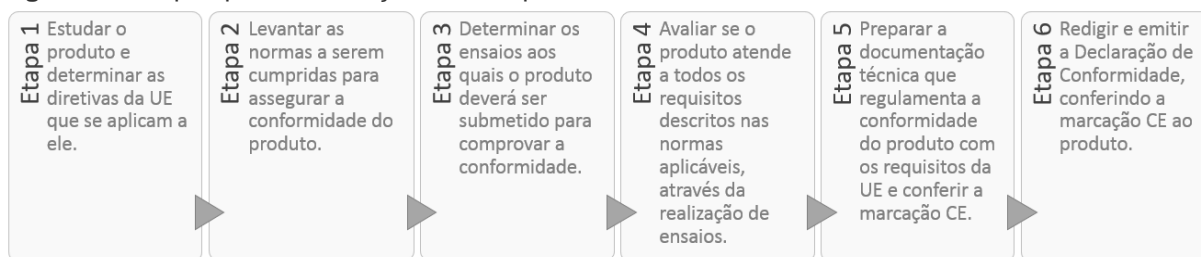 Etapa 1
Estudar o
produto e
determinar as
diretivas da UE
que se aplicam a
ele.
Etapa 2
Levantar as
normas a serem
cumpridas para
assegurar a
conformidade do
produto.
Etapa 3
Determinar os
ensaios aos
quais o produto
deverá ser
submetido para
comprovar a
conformidade.
Etapa 4
Avaliar se o
produto atende
a todos os
requisitos
descritos nas
normas
aplicáveis,
através da
realização de
ensaios.
Etapa 5
Preparar a
documentação
técnica que
regulamenta a
conformidade
do produto com
os requisitos da
UE e conferir a
marcação CE.
Etapa 6
Redigir e emitir
a Declaração de
Conformidade,
conferindo a
marcação CE ao
produto.